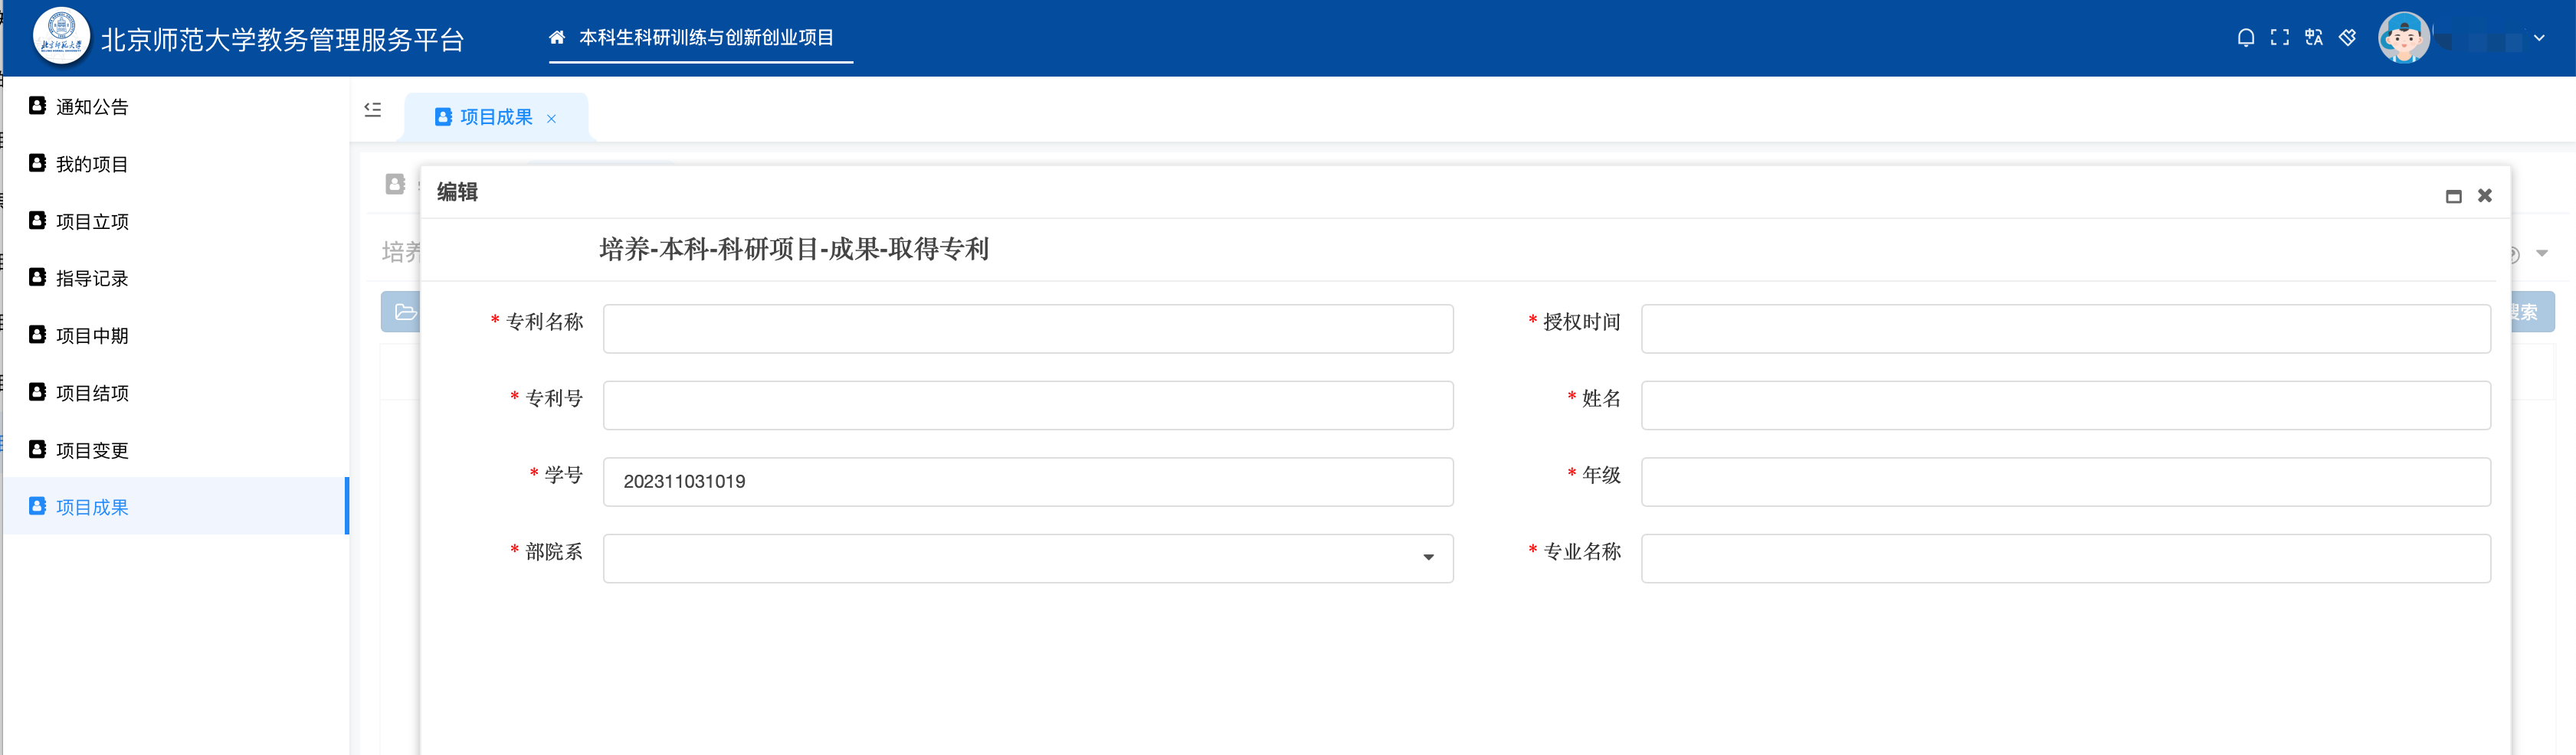 北京师范大学教务管理服务平台
本科生科研训练与创新创业项目
通知公告
我的项目
项目立项
指导记录
项目中期
项目结项
项目变更
项目成果
项目成果
培养
搜索
编辑
培养-本科-科研项目-成果-取得专利
* 专利名称
* 授权时间
* 专利号
* 姓名
* 学号 202311031019
* 年级
* 部院系
* 专业名称